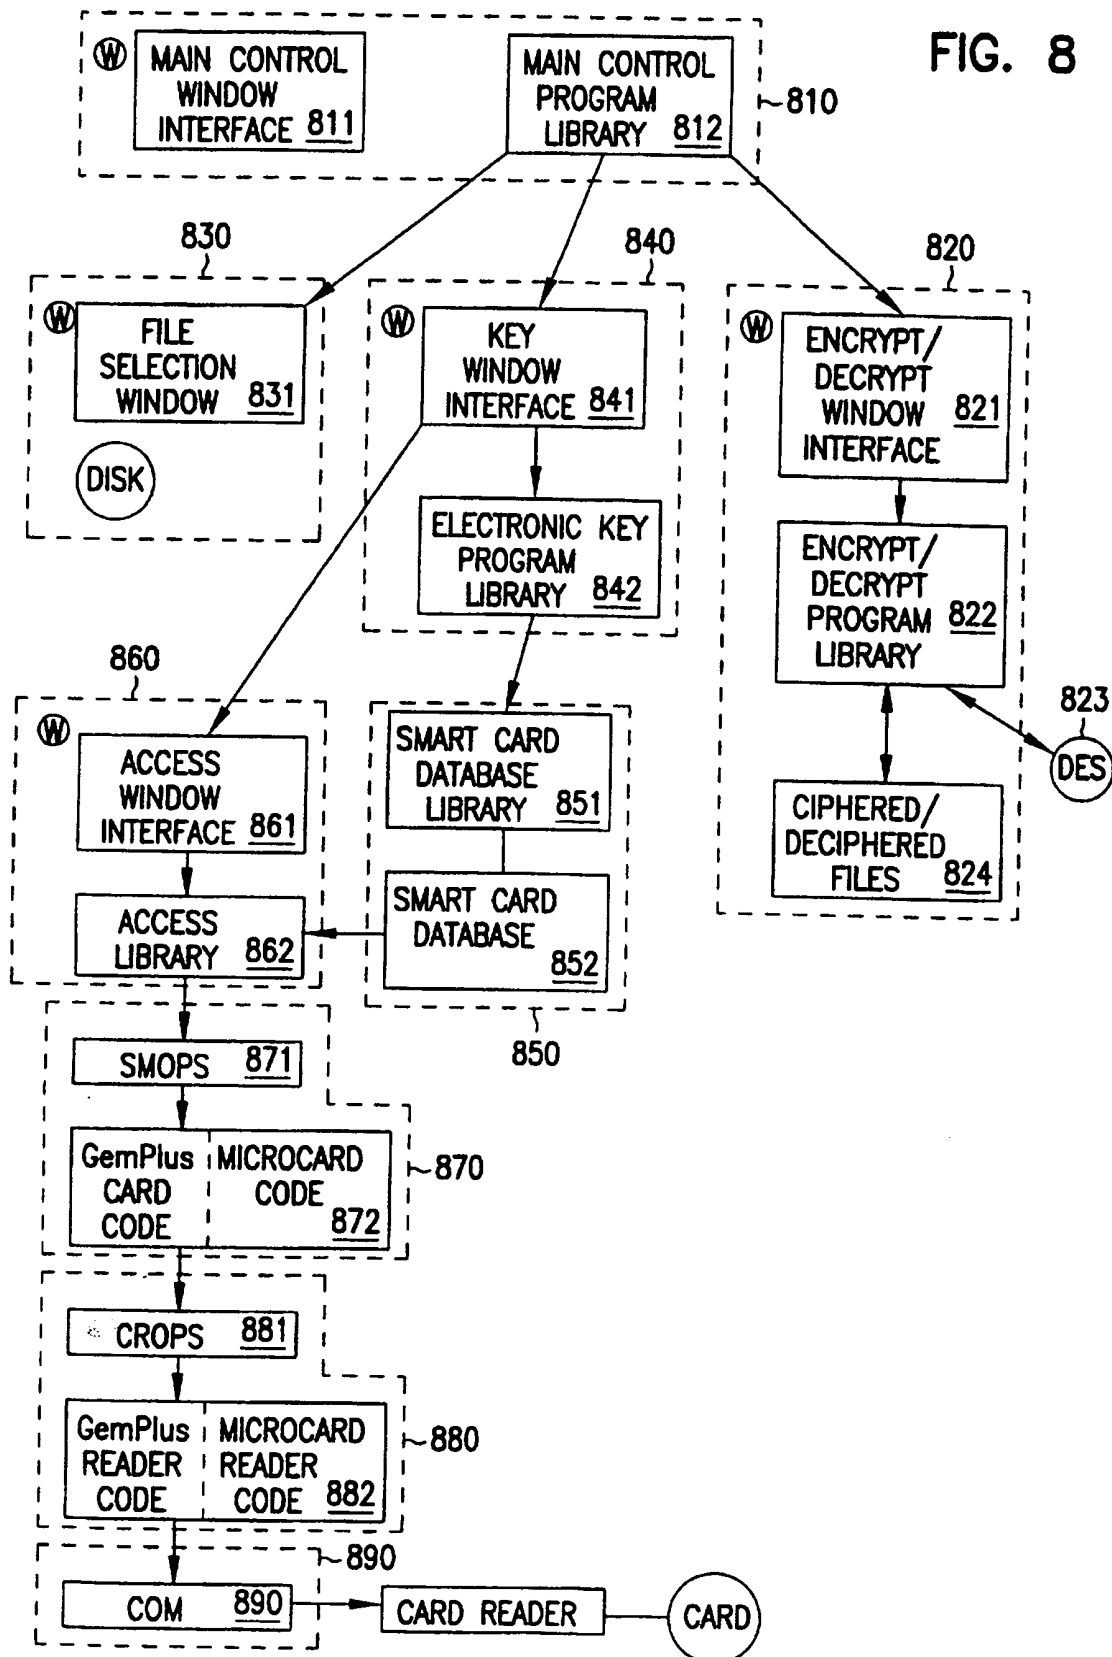 FIG. 8
W
MAIN CONTROL
WINDOW
INTERFACE 811
MAIN CONTROL
PROGRAM
LIBRARY 812
810
830
W
FILE
SELECTION
WINDOW 831
DISK
840
W
KEY
WINDOW
INTERFACE 841
ELECTRONIC KEY
PROGRAM
LIBRARY 842
820
W
ENCRYPT/
DECRYPT
WINDOW 821
INTERFACE
ENCRYPT/
DECRYPT
PROGRAM 822
LIBRARY
823
DES
CIPHERED/
DECIPHERED
FILES 824
860
W
ACCESS
WINDOW
INTERFACE 861
ACCESS
LIBRARY 862
SMART CARD
DATABASE
LIBRARY 851
SMART CARD
DATABASE
852
850
SMOPS 871
GemPlus
CARD
CODE
MICROCARD
CODE
872
870
CROPS 881
GemPlus
READER
CODE
MICROCARD
READER
CODE 882
880
890
COM 890
CARD READER
CARD